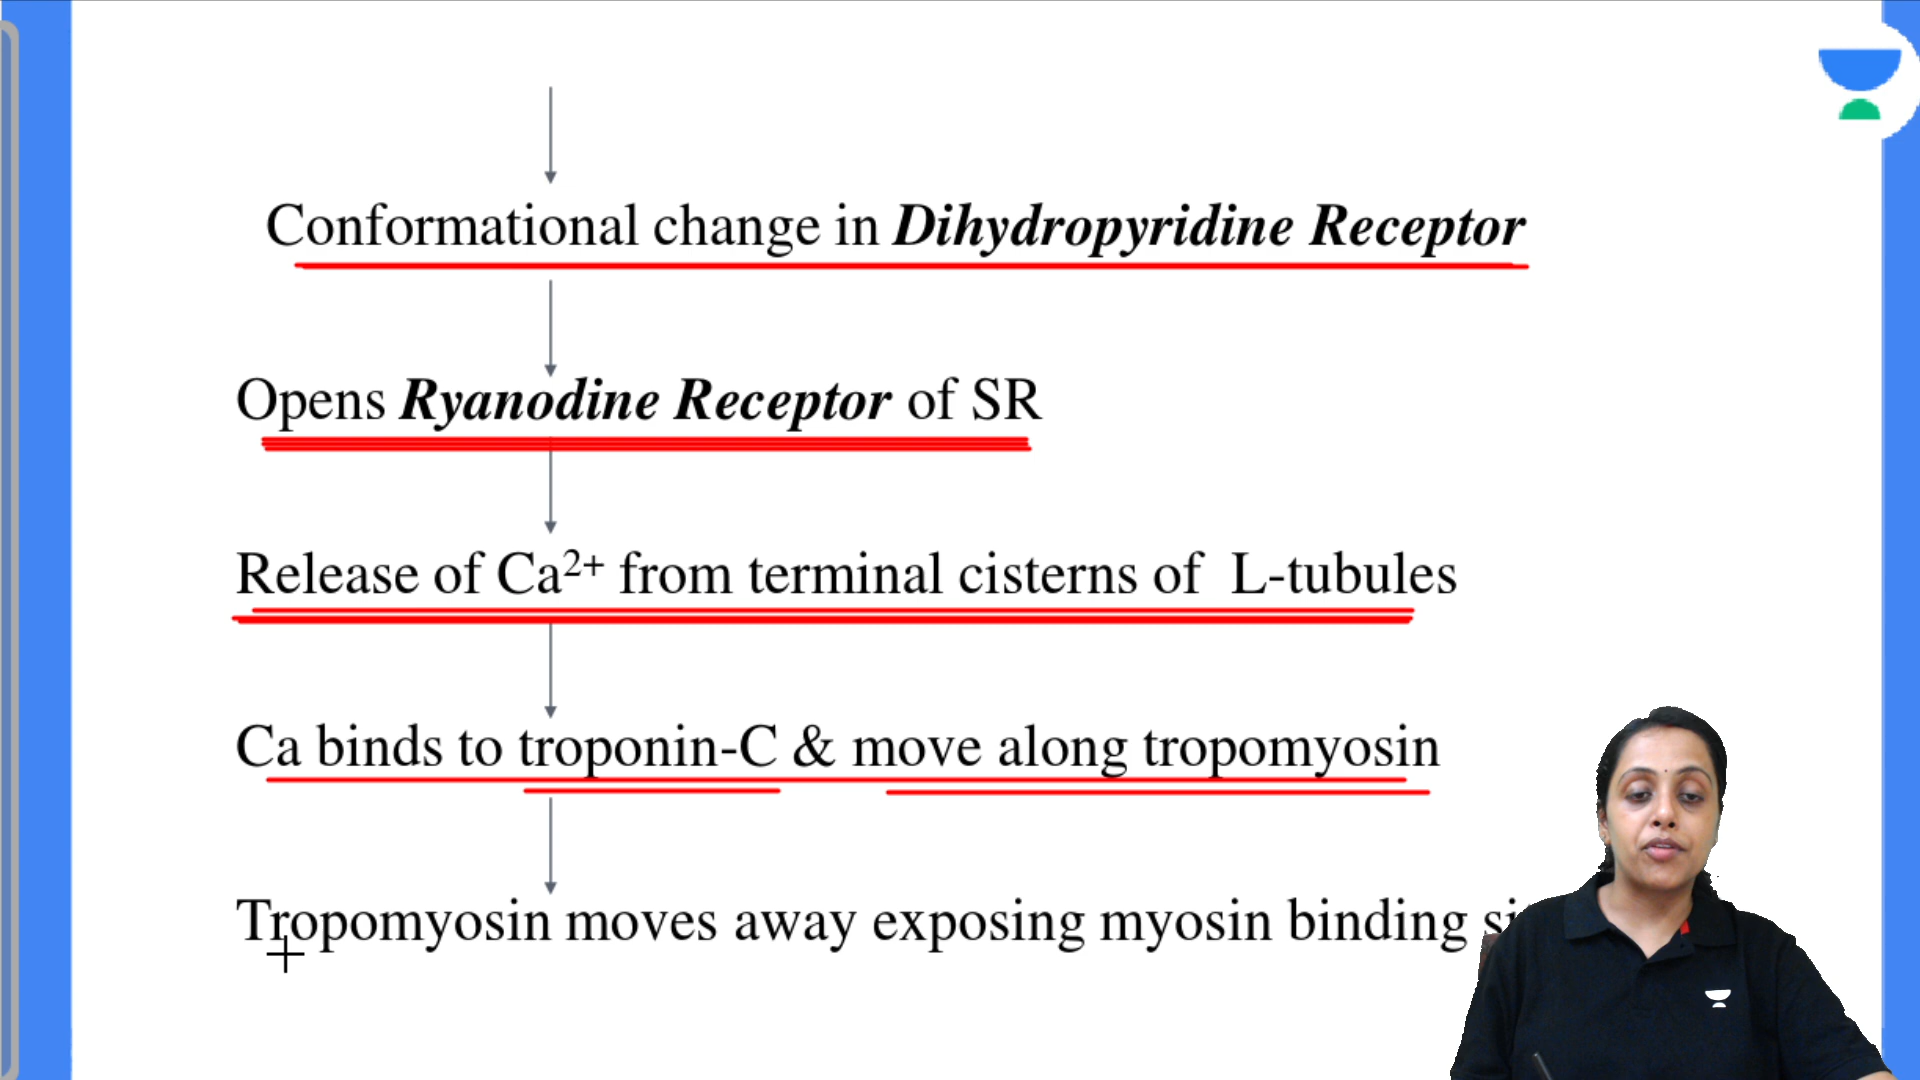 Conformational change in Dihydropyridine Receptor
Opens Ryanodine Receptor of SR
Release of Ca²⁺ from terminal cisterns of L-tubules
Ca binds to troponin-C & move along tropomyosin
Tropomyosin moves away exposing myosin binding